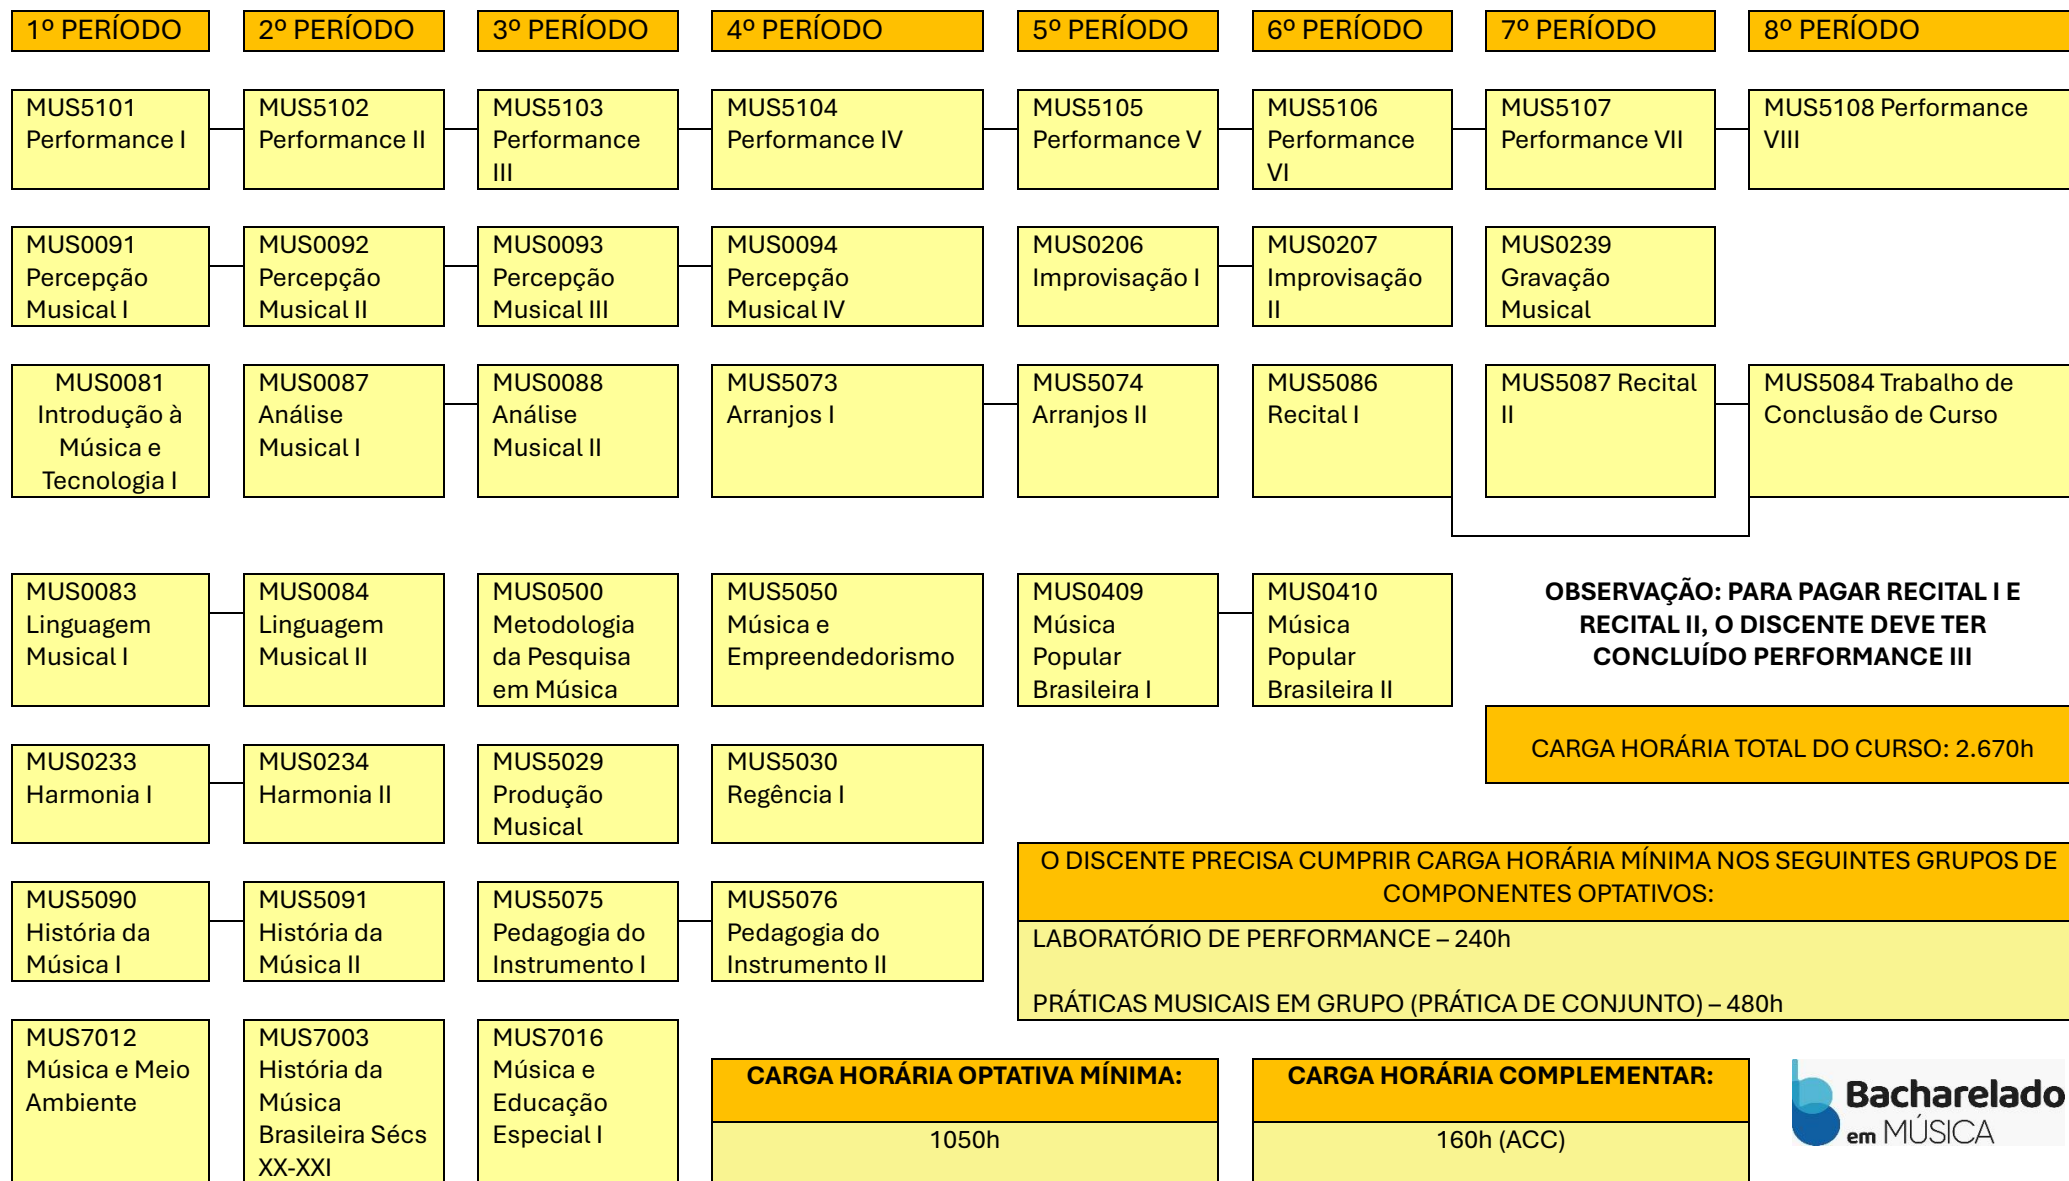 1º PERÍODO
2º PERÍODO
3º PERÍODO
4º PERÍODO
5º PERÍODO
6º PERÍODO
7º PERÍODO
8º PERÍODO
MUS5101
Performance I
MUS5102
Performance II
MUS5103
Performance
III
MUS5104
Performance IV
MUS5105
Performance V
MUS5106
Performance
VI
MUS5107
Performance VII
MUS5108 Performance
VIII
MUS0091
Percepção
Musical I
MUS0092
Percepção
Musical II
MUS0093
Percepção
Musical III
MUS0094
Percepção
Musical IV
MUS0206
Improvisação I
MUS0207
Improvisação
II
MUS0239
Gravação
Musical
MUS0081
Introdução à
Música e
Tecnologia I
MUS0087
Análise
Musical I
MUS0088
Análise
Musical II
MUS5073
Arranjos I
MUS5074
Arranjos II
MUS5086
Recital I
MUS5087 Recital
II
MUS5084 Trabalho de
Conclusão de Curso
MUS0083
Linguagem
Musical I
MUS0084
Linguagem
Musical II
MUS0500
Metodologia
da Pesquisa
em Música
MUS5050
Música e
Empreendedorismo
MUS0409
Música
Popular
Brasileira I
MUS0410
Música
Popular
Brasileira II
OBSERVAÇÃO: PARA PAGAR RECITAL I E
RECITAL II, O DISCENTE DEVE TER
CONCLUÍDO PERFORMANCE III
CARGA HORÁRIA TOTAL DO CURSO: 2.670h
MUS0233
Harmonia I
MUS0234
Harmonia II
MUS5029
Produção
Musical
MUS5030
Regência I
O DISCENTE PRECISA CUMPRIR CARGA HORÁRIA MÍNIMA NOS SEGUINTES GRUPOS DE
COMPONENTES OPTATIVOS:
LABORATÓRIO DE PERFORMANCE – 240h
PRÁTICAS MUSICAIS EM GRUPO (PRÁTICA DE CONJUNTO) – 480h
MUS5090
História da
Música I
MUS5091
História da
Música II
MUS5075
Pedagogia do
Instrumento I
MUS5076
Pedagogia do
Instrumento II
MUS7012
Música e Meio
Ambiente
MUS7003
História da
Música
Brasileira Sécs
XX-XXI
MUS7016
Música e
Educação
Especial I
CARGA HORÁRIA OPTATIVA MÍNIMA:
1050h
CARGA HORÁRIA COMPLEMENTAR:
160h (ACC)
Bacharelado
em MÚSICA